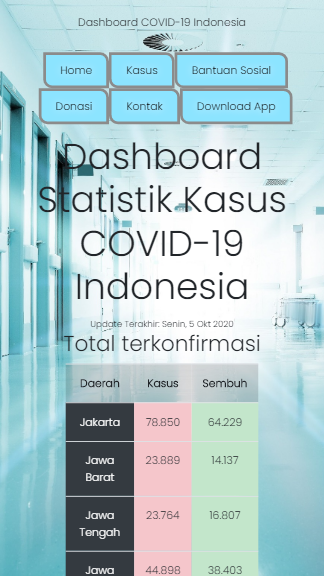 Dashboard COVID-19 Indonesia
Home Kasus Bantuan Sosial
Donasi Kontak Download App
Dashboard
Statistik Kasus
COVID-19
Indonesia
Update Terakhir: Senin, 5 Okt 2020
Total terkonfirmasi
Daerah Kasus Sembuh
Jakarta 78.850 64.229
Jawa 23.889 14.137
Barat
Jawa 23.764 16.807
Tengah
Jawa 44.898 38.403